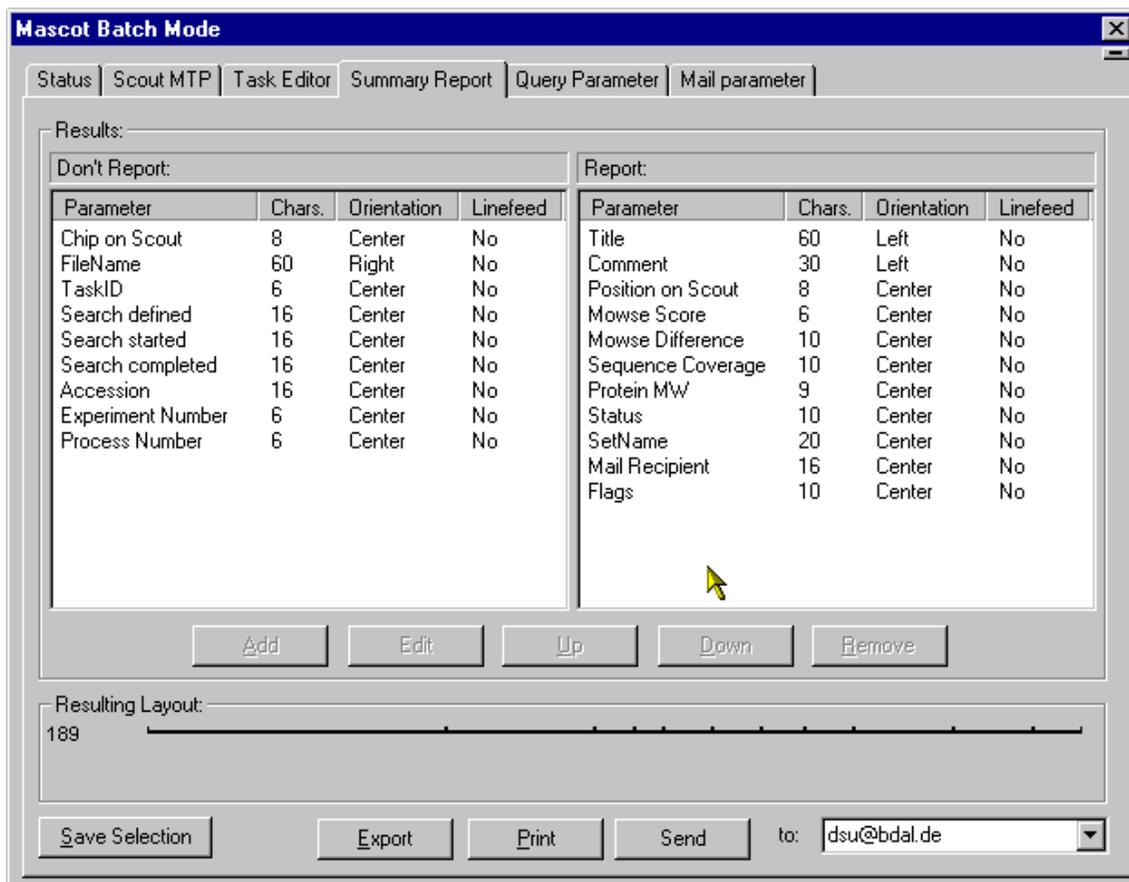 Mascot Batch Mode
Status Scout MTP Task Editor Summary Report Query Parameter Mail parameter
Results:
Don't Report:
Parameter Chars. Orientation Linefeed
Chip on Scout 8 Center No
FileName 60 Right No
TaskID 6 Center No
Search defined 16 Center No
Search started 16 Center No
Search completed 16 Center No
Accession 16 Center No
Experiment Number 6 Center No
Process Number 6 Center No
Report:
Parameter Chars. Orientation Linefeed
Title 60 Left No
Comment 30 Left No
Position on Scout 8 Center No
Mowse Score 6 Center No
Mowse Difference 10 Center No
Sequence Coverage 10 Center No
Protein MW 9 Center No
Status 10 Center No
SetName 20 Center No
Mail Recipient 16 Center No
Flags 10 Center No
Add Edit Up Down Remove
Resulting Layout:
189
Save Selection Export Print Send to: dsu@bdal.de